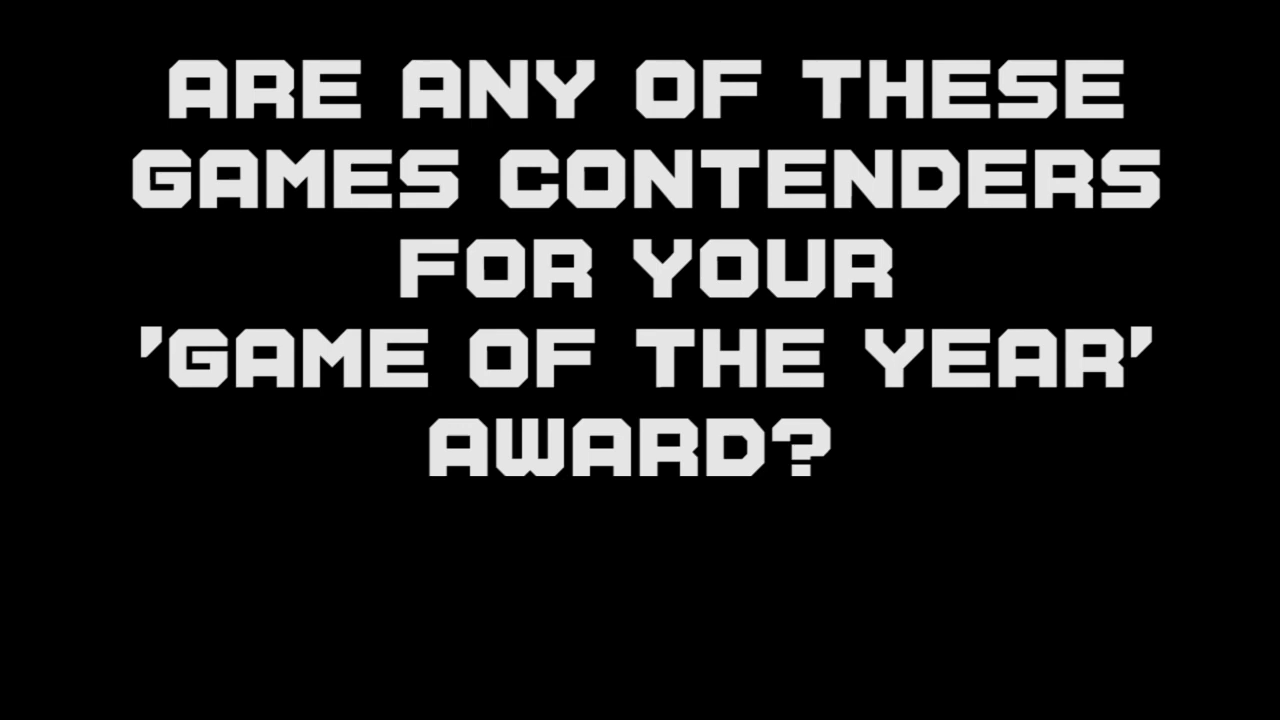 ARE ANY OF THESE
GAMES CONTENDERS
FOR YOUR
'GAME OF THE YEAR'
AWARD?